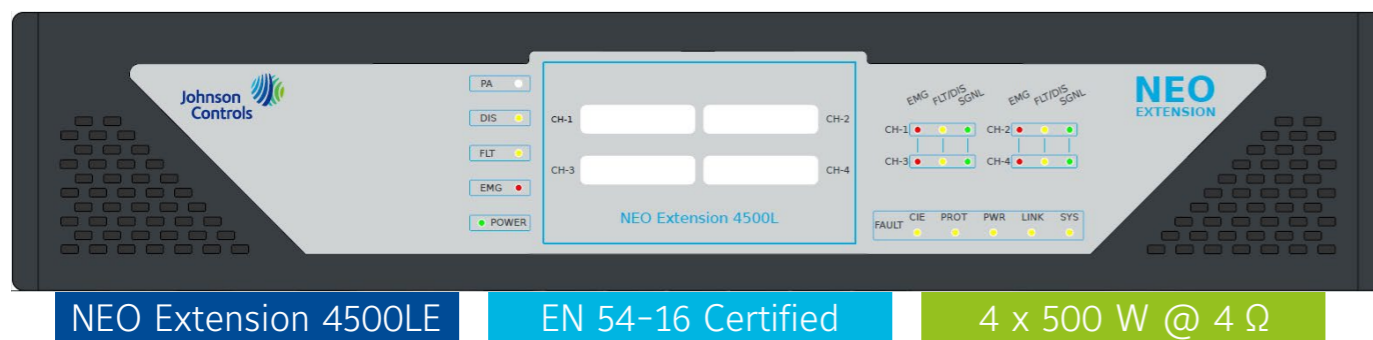 Johnson
Controls
PA
DIS
FLT
EMG
POWER
CH-1
CH-2
CH-3
CH-4
NEO Extension 4500L
EMG FLT/DIS SGNL EMG FLT/DIS SGNL
CH-1 CH-2
CH-3 CH-4
FAULT CIE PROT PWR LINK SYS
NEO
EXTENSION
NEO Extension 4500LE
EN 54-16 Certified
4 x 500 W @ 4 Ω